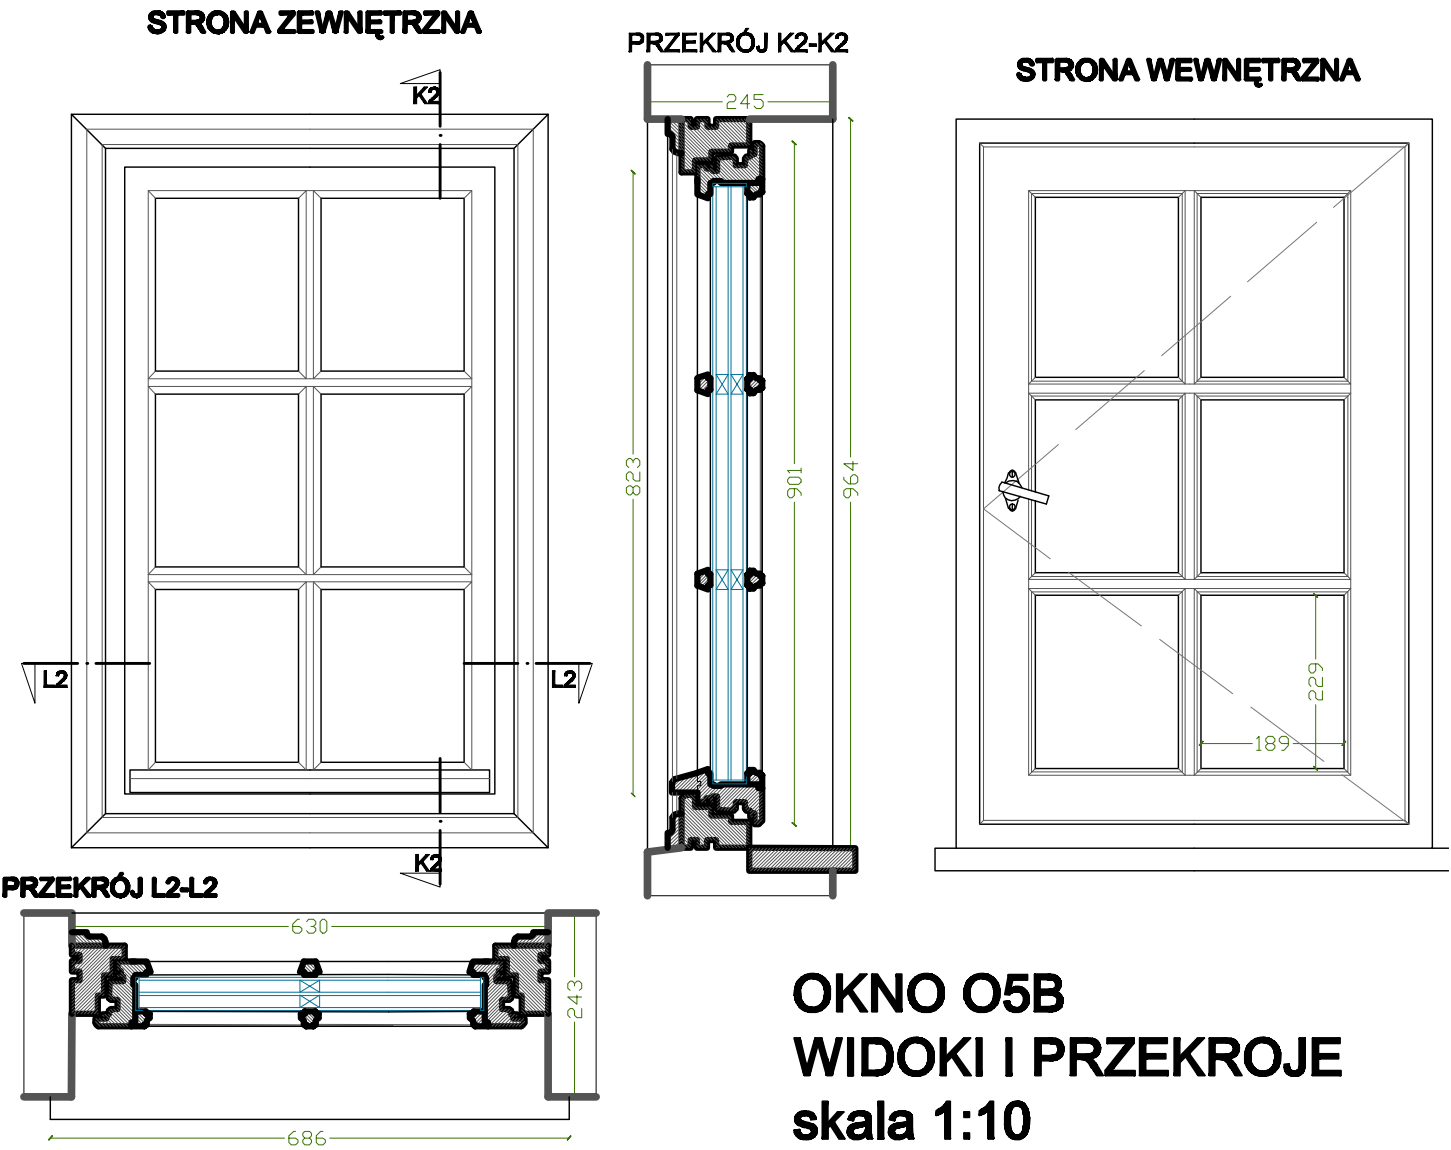 STRONA ZEWNĘTRZNA
K2
L2
L2
K2
PRZEKRÓJ K2-K2
245
823
901
964
STRONA WEWNĘTRZNA
229
189
PRZEKRÓJ L2-L2
630
243
686
OKNO O5B
WIDOKI I PRZEKROJE
skala 1:10